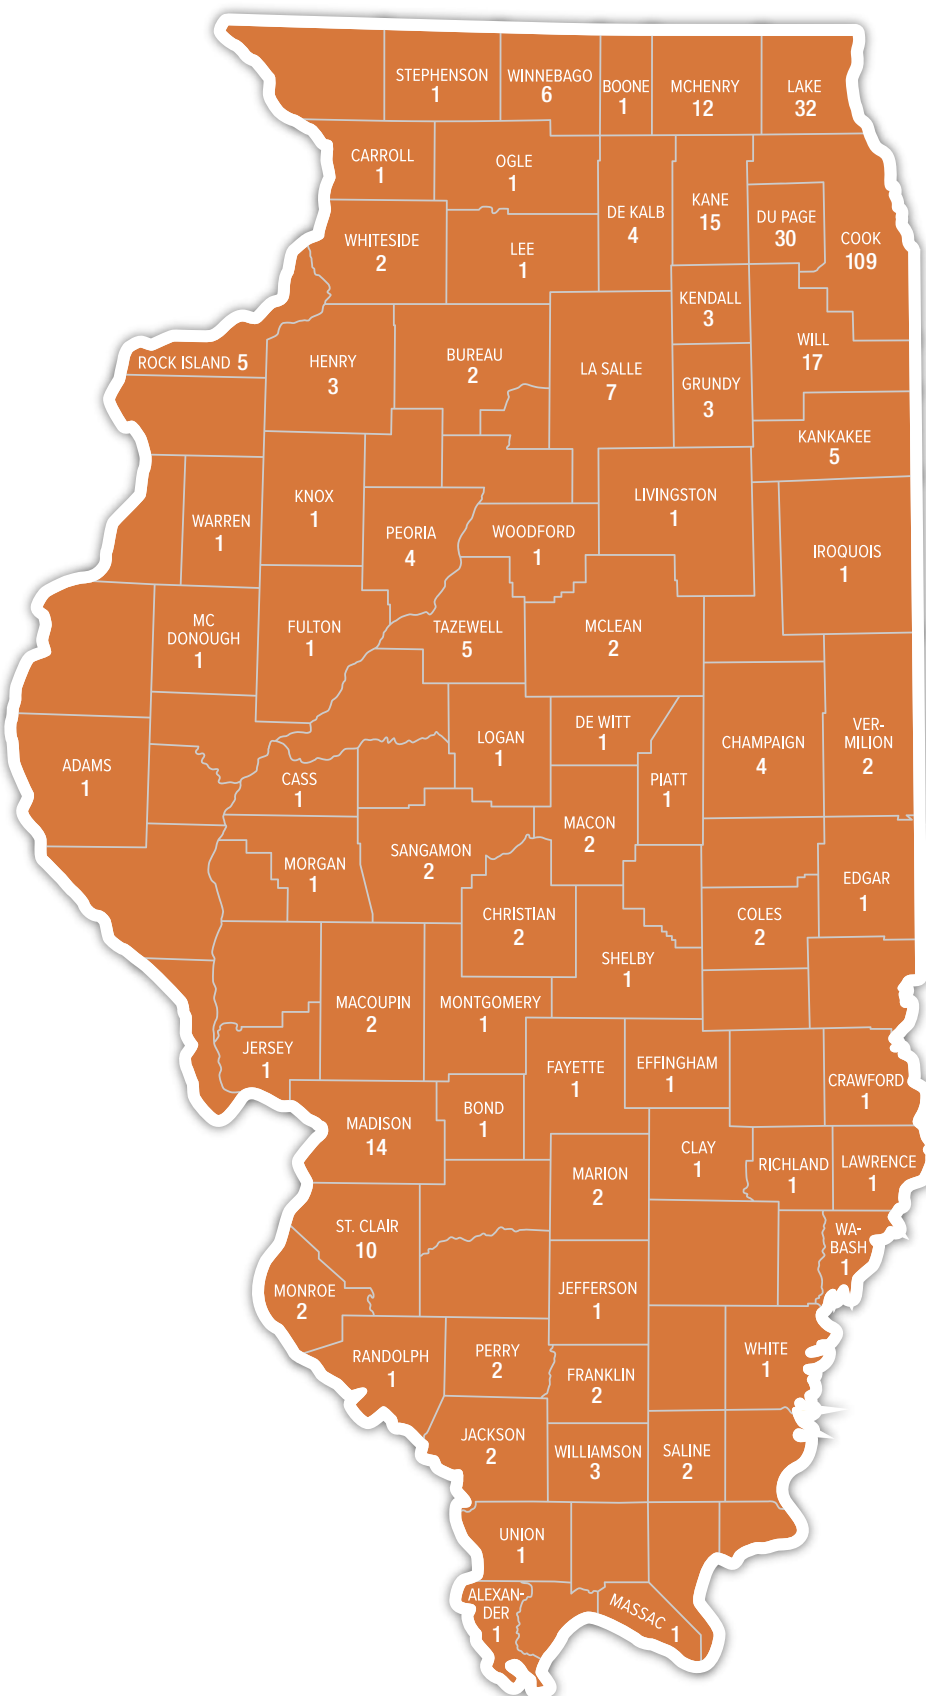 STEPHENSON
1
WINNEBAGO
6
BOONE
1
MCHENRY
12
LAKE
32
CARROLL
1
OGLE
1
DE KALB
4
KANE
15
DU PAGE
30
COOK
109
WHITESIDE
2
LEE
1
KENDALL
3
ROCK ISLAND 5
HENRY
3
BUREAU
2
LA SALLE
7
GRUNDY
3
WILL
17
KANKAKEE
5
WARREN
1
KNOX
1
PEORIA
4
WOODFORD
1
LIVINGSTON
1
IROQUOIS
1
MC
DONOUGH
1
FULTON
1
TAZEWELL
5
MCLEAN
2
ADAMS
1
CASS
1
LOGAN
1
DE WITT
1
PIATT
1
CHAMPAIGN
4
VER-
MILION
2
MORGAN
1
SANGAMON
2
MACON
2
CHRISTIAN
2
COLES
2
EDGAR
1
SHELBY
1
MACOUPIN
2
MONTGOMERY
1
JERSEY
1
FAYETTE
1
EFFINGHAM
1
CRAWFORD
1
MADISON
14
BOND
1
MARION
2
CLAY
1
RICHLAND
1
LAWRENCE
1
ST. CLAIR
10
WA-
BASH
1
MONROE
2
JEFFERSON
1
RANDOLPH
1
PERRY
2
FRANKLIN
2
WHITE
1
JACKSON
2
WILLIAMSON
3
SALINE
2
UNION
1
ALEXAN-
DER
1
MASSAC 1